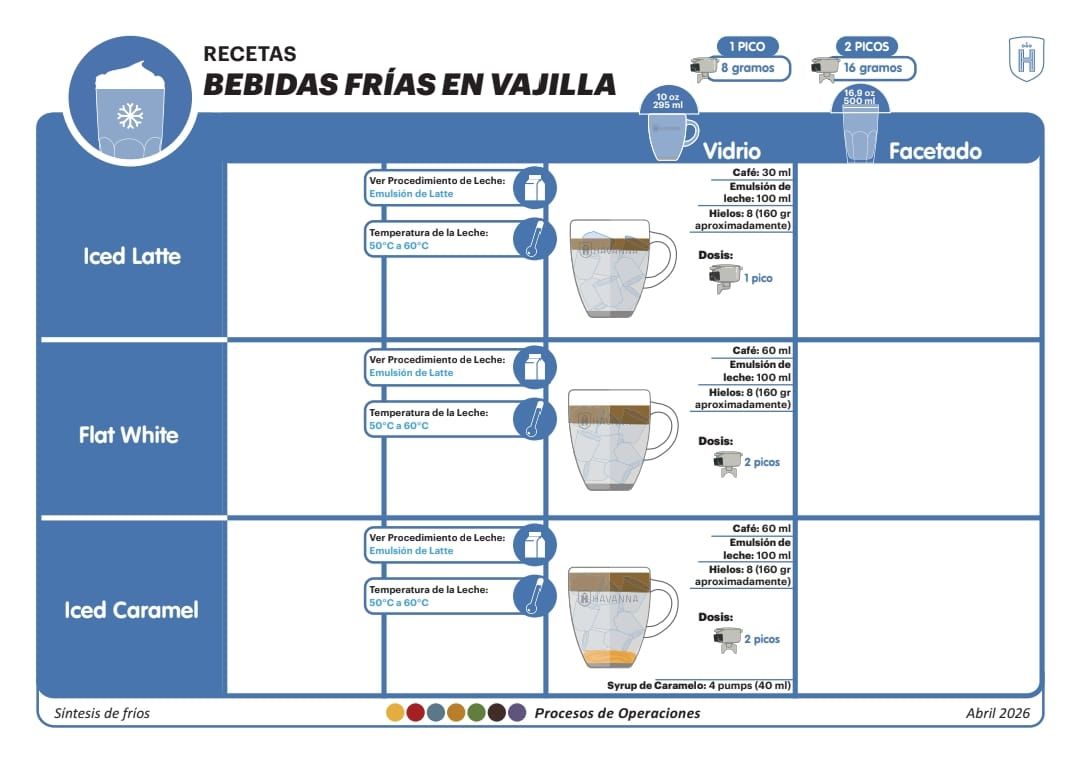 RECETAS
BEBIDAS FRÍAS EN VAJILLA
1 PICO
8 gramos
2 PICOS
16 gramos
H
10 oz
295 ml
Vidrio
16,9 oz
500 ml
Facetado
Iced Latte
Ver Procedimiento de Leche:
Emulsión de Latte
Temperatura de la Leche:
50°C a 60°C
HAVANNA
Café: 30 ml
Emulsión de
leche: 100 ml
Hielos: 8 (160 gr
aproximadamente)
Dosis:
1 pico
Flat White
Ver Procedimiento de Leche:
Emulsión de Latte
Temperatura de la Leche:
50°C a 60°C
HAVANNA
Café: 60 ml
Emulsión de
leche: 100 ml
Hielos: 8 (160 gr
aproximadamente)
Dosis:
2 picos
Iced Caramel
Ver Procedimiento de Leche:
Emulsión de Latte
Temperatura de la Leche:
50°C a 60°C
HAVANNA
Café: 60 ml
Emulsión de
leche: 100 ml
Hielos: 8 (160 gr
aproximadamente)
Dosis:
2 picos
Syrup de Caramelo: 4 pumps (40 ml)
Síntesis de fríos
Procesos de Operaciones
Abril 2026